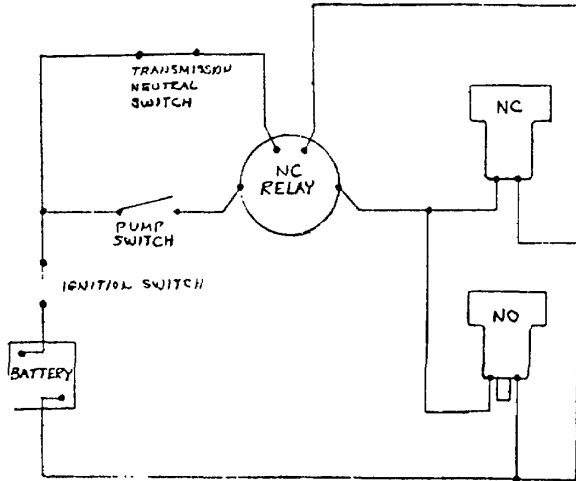 TRANSMISSION
NEUTRAL
SWITCH
NC
NC
RELAY
PUMP
SWITCH
IGNITION SWITCH
NO
BATTERY